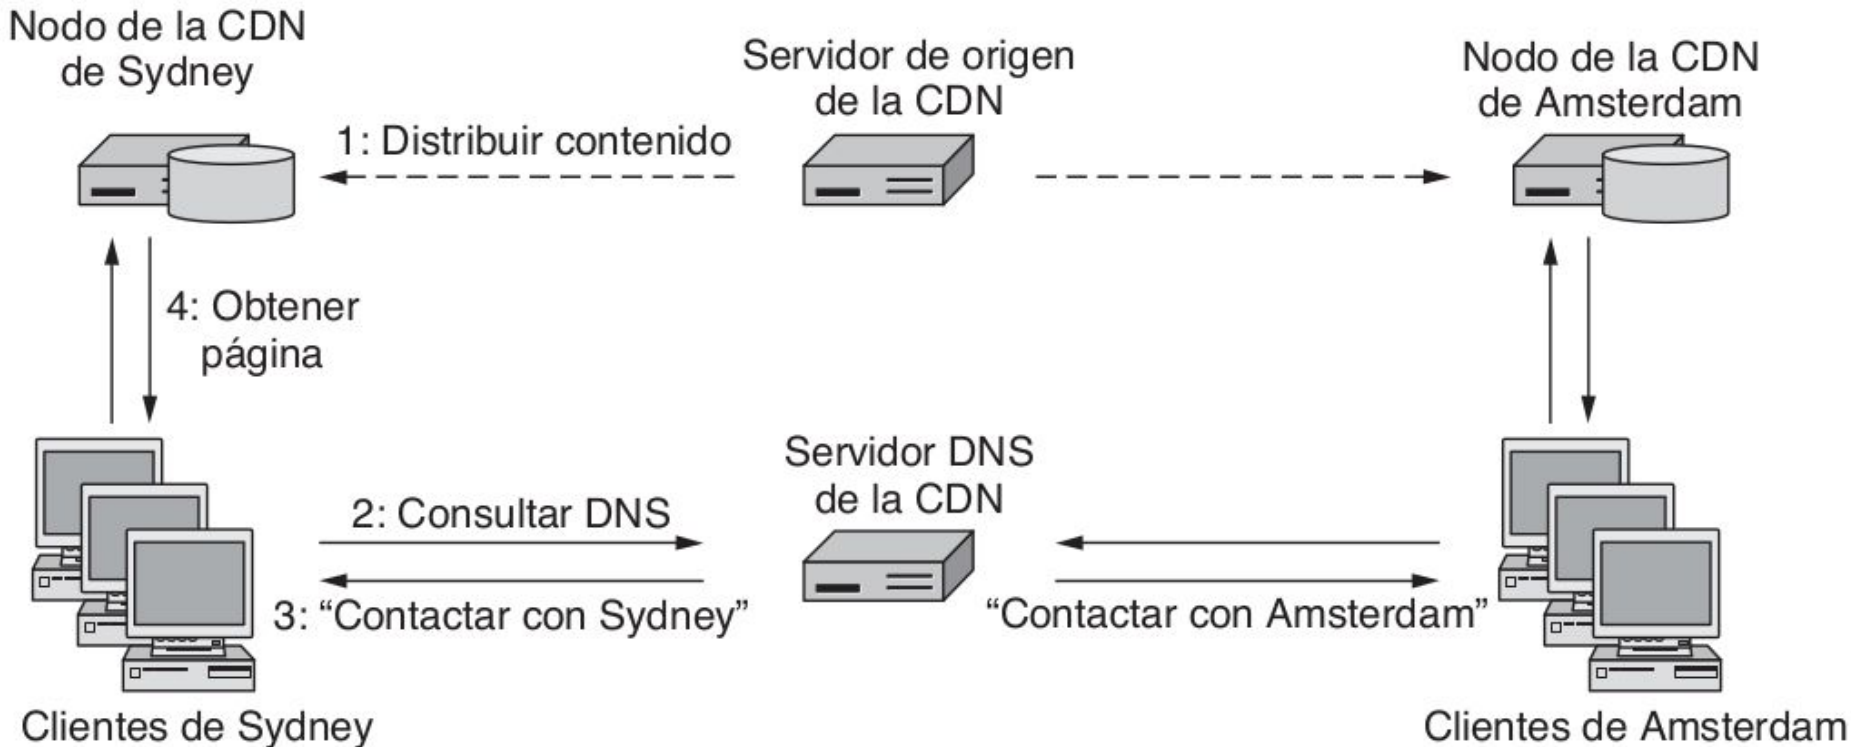 Nodo de la CDN
de Sydney
Servidor de origen
de la CDN
Nodo de la CDN
de Amsterdam
1: Distribuir contenido
4: Obtener
página
Servidor DNS
de la CDN
2: Consultar DNS
3: “Contactar con Sydney”
“Contactar con Amsterdam”
Clientes de Sydney
Clientes de Amsterdam